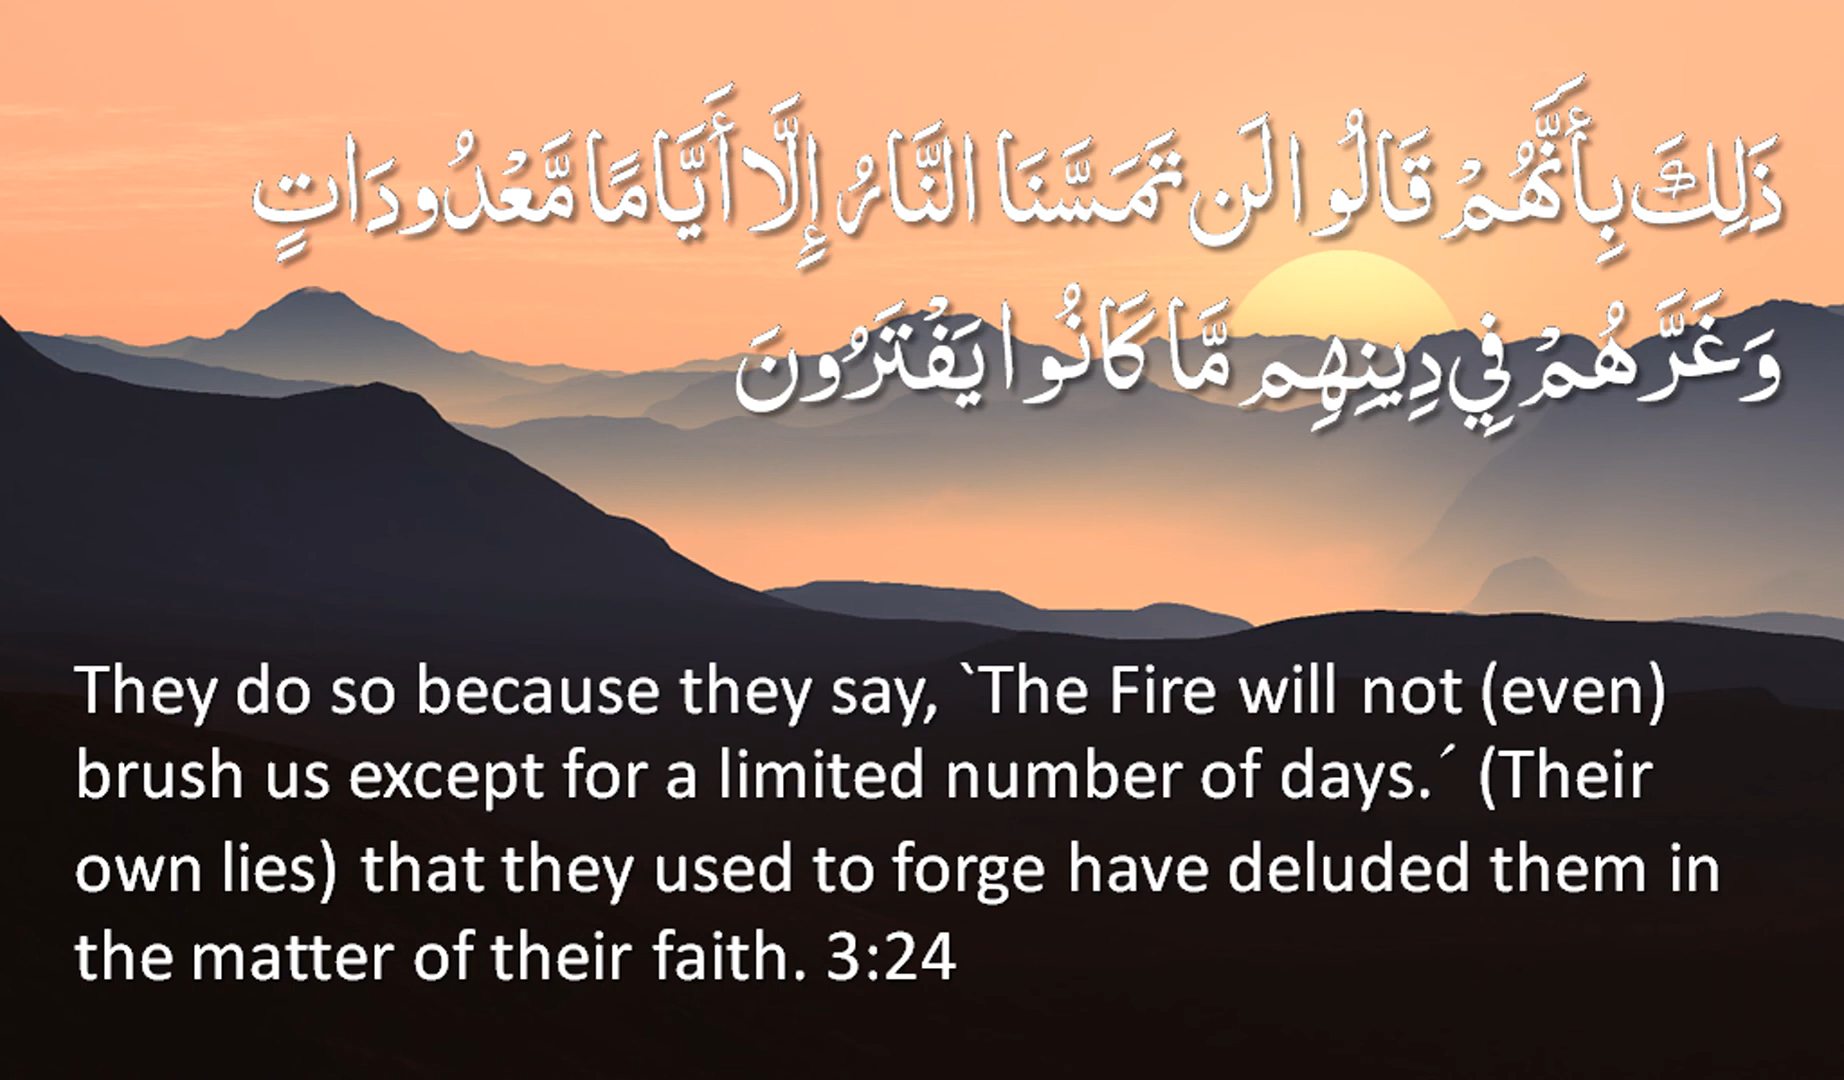 ذَلِكَ بِأَنَّهُمْ قَالُوا لَن تَمَسَّنَا النَّارُ إِلَّا أَيَّامًا مَّعْدُودَاتٍ
وَغَرَّهُمْ فِي دِينِهِم مَّا كَانُوا يَفْتَرُونَ
They do so because they say, `The Fire will not (even)
brush us except for a limited number of days.´ (Their
own lies) that they used to forge have deluded them in
the matter of their faith. 3:24